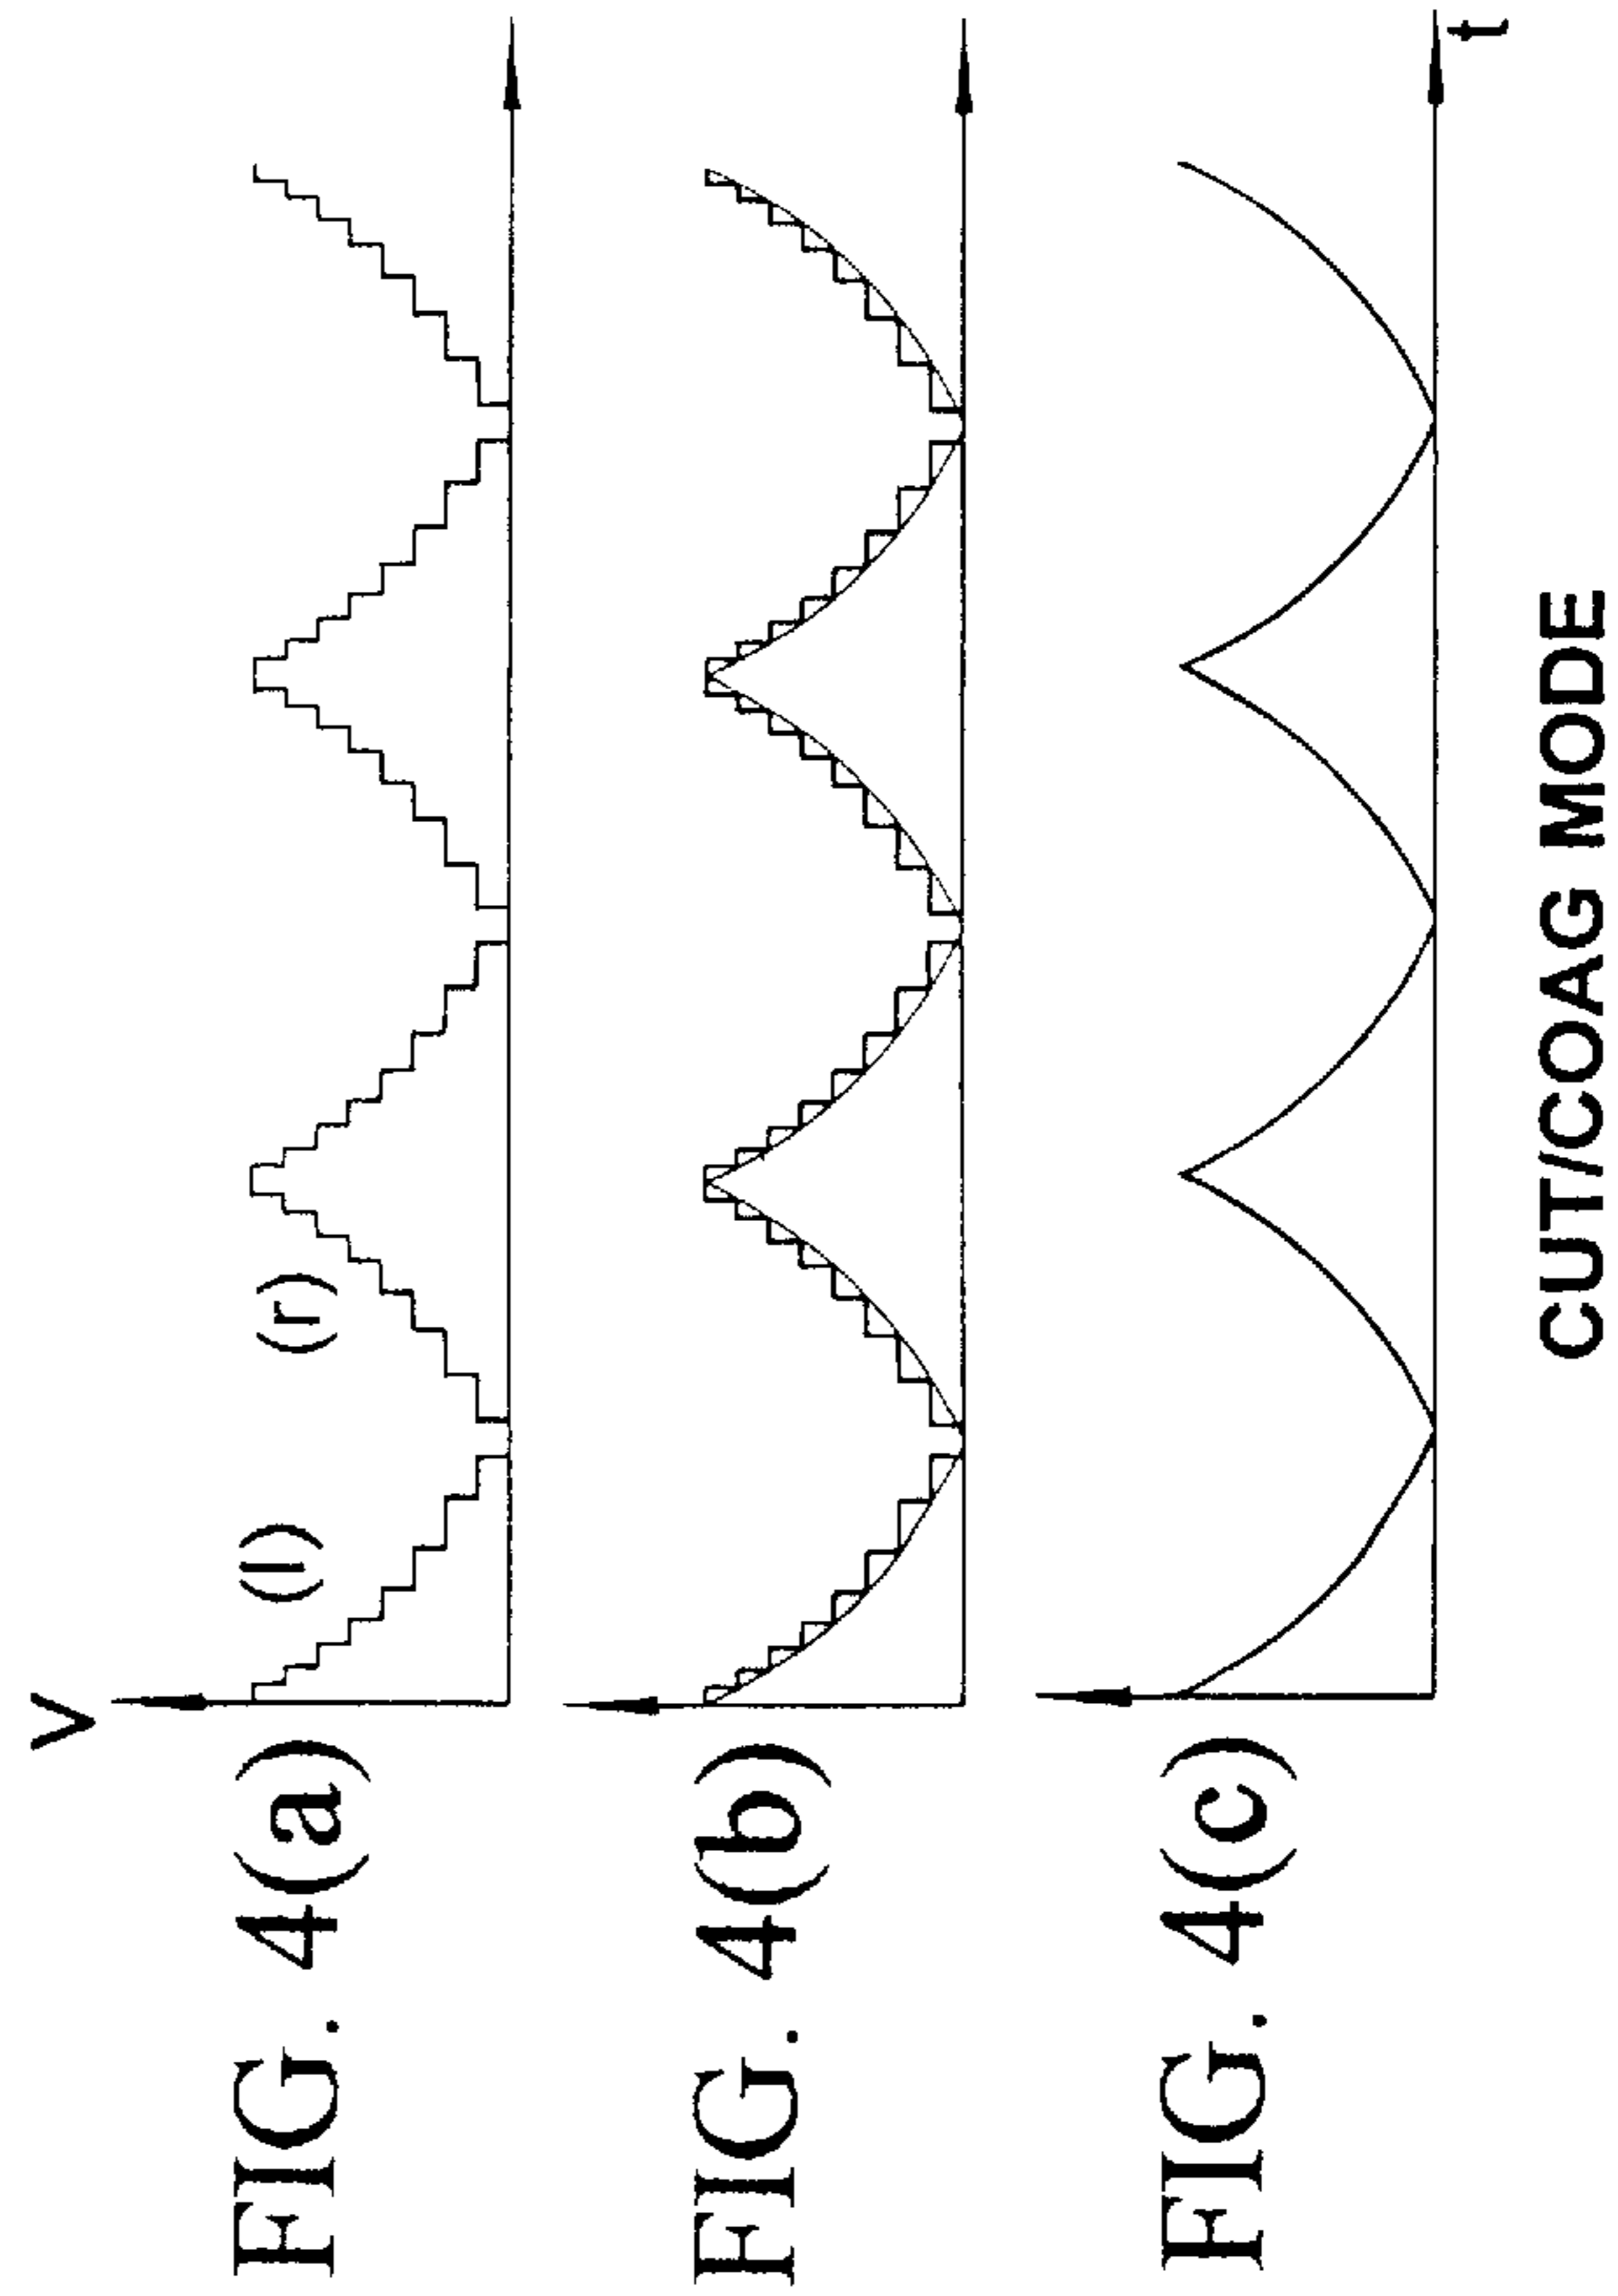 V
FIG. 4(a)
(l)
(r)
FIG. 4(b)
FIG. 4(c)
t
CUT/COAG MODE